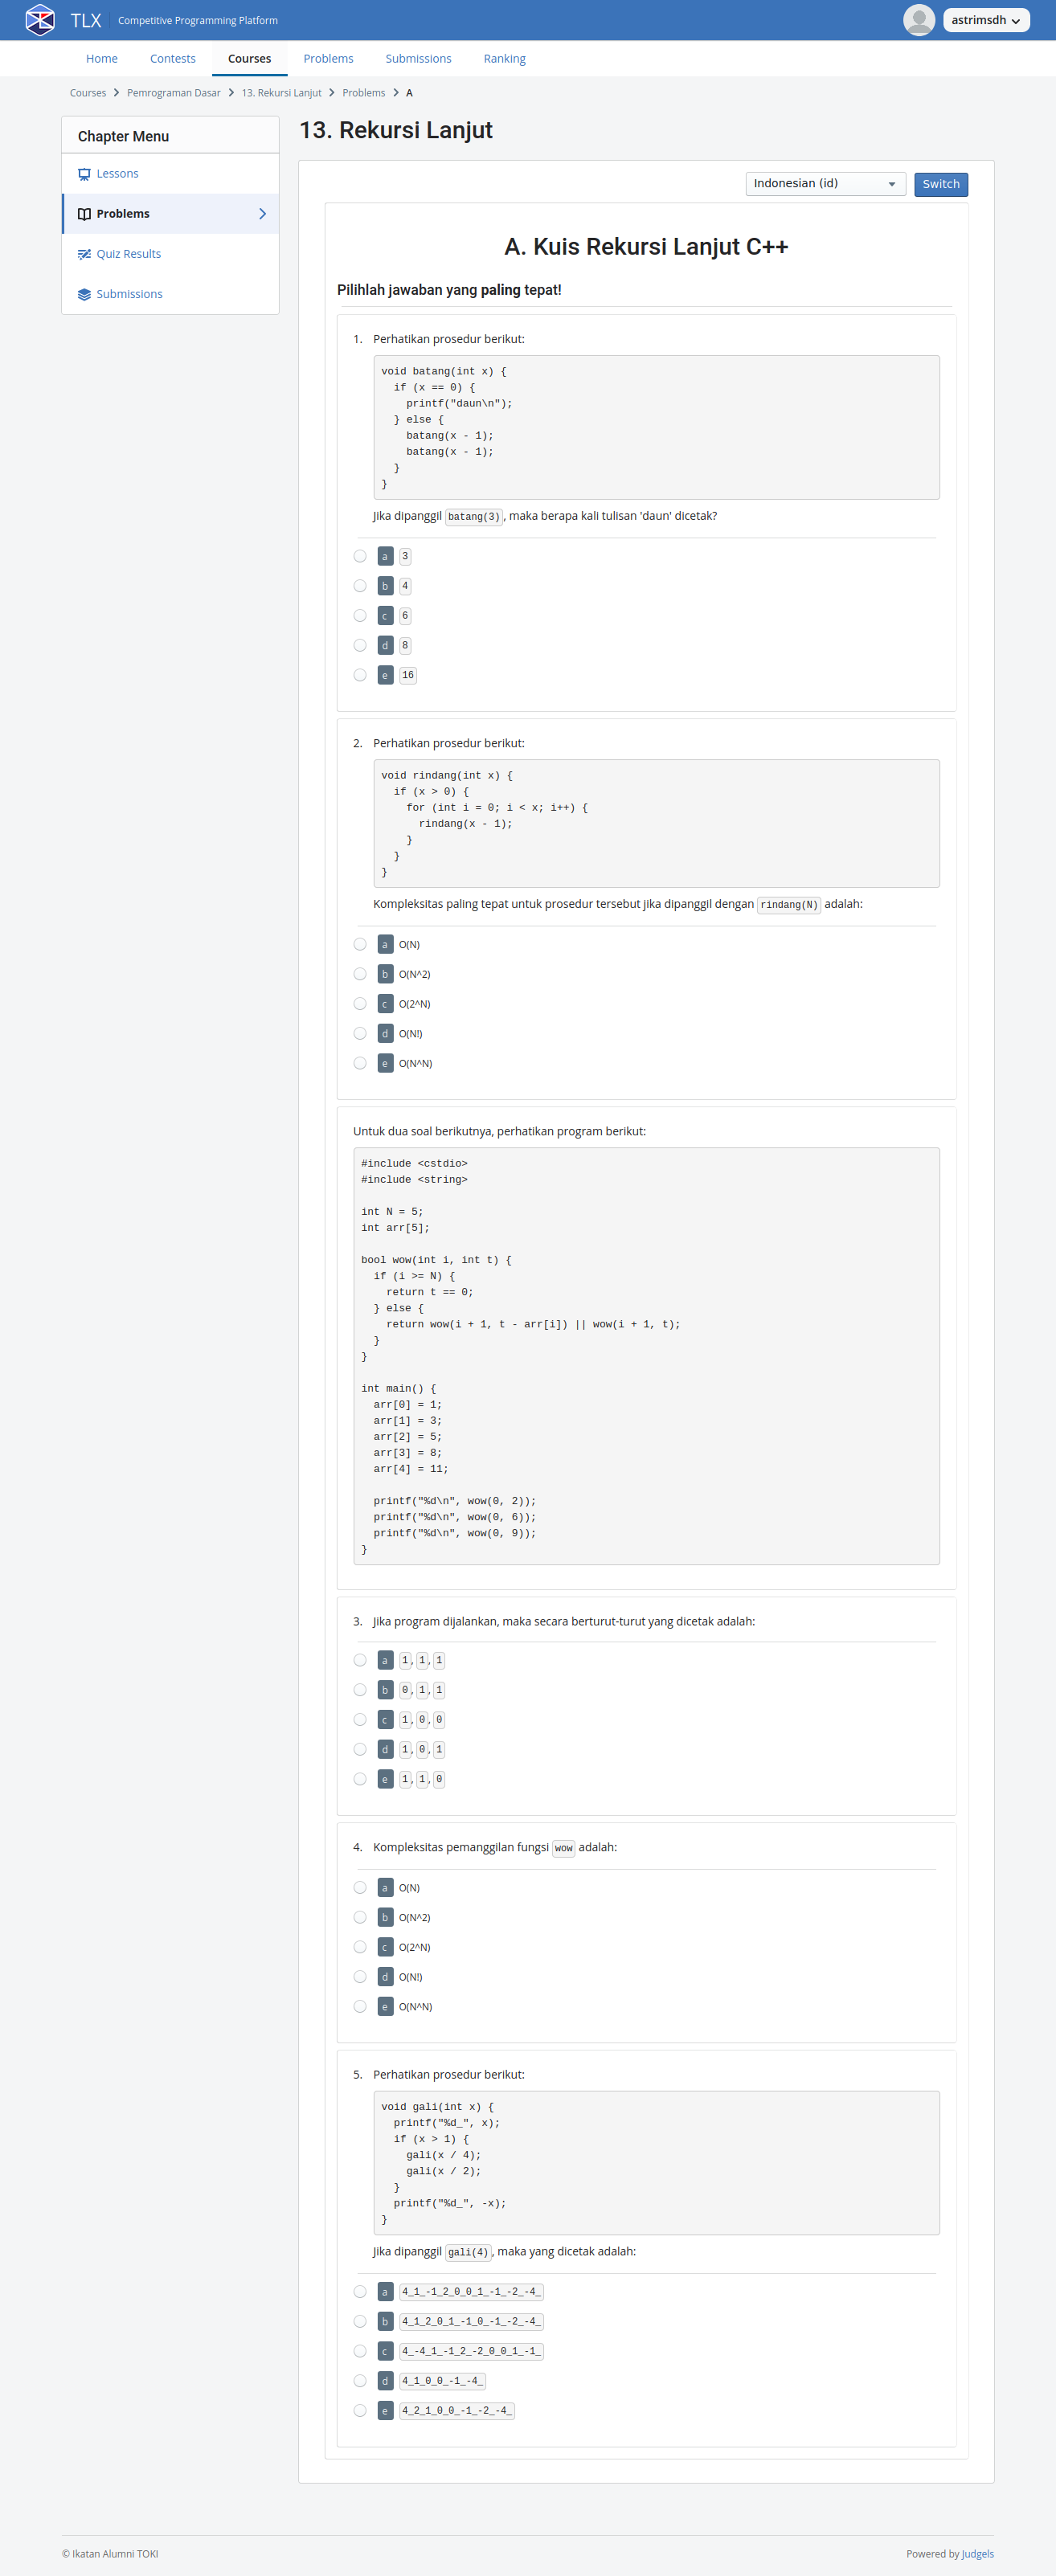 TLX Competitive Programming Platform astrimsdh
Home Contests Courses Problems Submissions Ranking
Courses Pemrograman Dasar 13. Rekursi Lanjut Problems A
Chapter Menu
Lessons
Problems
Quiz Results
Submissions
13. Rekursi Lanjut
Indonesian (id) Switch
A. Kuis Rekursi Lanjut C++
Pilihlah jawaban yang paling tepat!
1. Perhatikan prosedur berikut:
void batang(int x) {
  if (x == 0) {
    printf("daun\n");
  } else {
    batang(x - 1);
    batang(x - 1);
  }
}
Jika dipanggil batang(3), maka berapa kali tulisan 'daun' dicetak?
a 3
b 4
c 6
d 8
e 16
2. Perhatikan prosedur berikut:
void rindang(int x) {
  if (x > 0) {
    for (int i = 0; i < x; i++) {
      rindang(x - 1);
    }
  }
}
Kompleksitas paling tepat untuk prosedur tersebut jika dipanggil dengan rindang(N) adalah:
a O(N)
b O(N^2)
c O(2^N)
d O(N!)
e O(N^N)
Untuk dua soal berikutnya, perhatikan program berikut:
#include <cstdio>
#include <string>
int N = 5;
int arr[5];
bool wow(int i, int t) {
  if (i >= N) {
    return t == 0;
  } else {
    return wow(i + 1, t - arr[i]) || wow(i + 1, t);
  }
}
int main() {
  arr[0] = 1;
  arr[1] = 3;
  arr[2] = 5;
  arr[3] = 8;
  arr[4] = 11;
  printf("%d\n", wow(0, 2));
  printf("%d\n", wow(0, 6));
  printf("%d\n", wow(0, 9));
}
3. Jika program dijalankan, maka secara berturut-turut yang dicetak adalah:
a 1, 1, 1
b 0, 1, 1
c 1, 0, 0
d 1, 0, 1
e 1, 1, 0
4. Kompleksitas pemanggilan fungsi wow adalah:
a O(N)
b O(N^2)
c O(2^N)
d O(N!)
e O(N^N)
5. Perhatikan prosedur berikut:
void gali(int x) {
  printf("%d_", x);
  if (x > 1) {
    gali(x / 4);
    gali(x / 2);
  }
  printf("%d_", -x);
}
Jika dipanggil gali(4), maka yang dicetak adalah:
a 4_1_-1_2_0_0_1_-1_-2_-4_
b 4_1_2_0_1_-1_0_-1_-2_-4_
c 4_-4_1_-1_2_-2_0_0_1_-1_
d 4_1_0_0_-1_-4_
e 4_2_1_0_0_-1_-2_-4_
© Ikatan Alumni TOKI Powered by Judgels